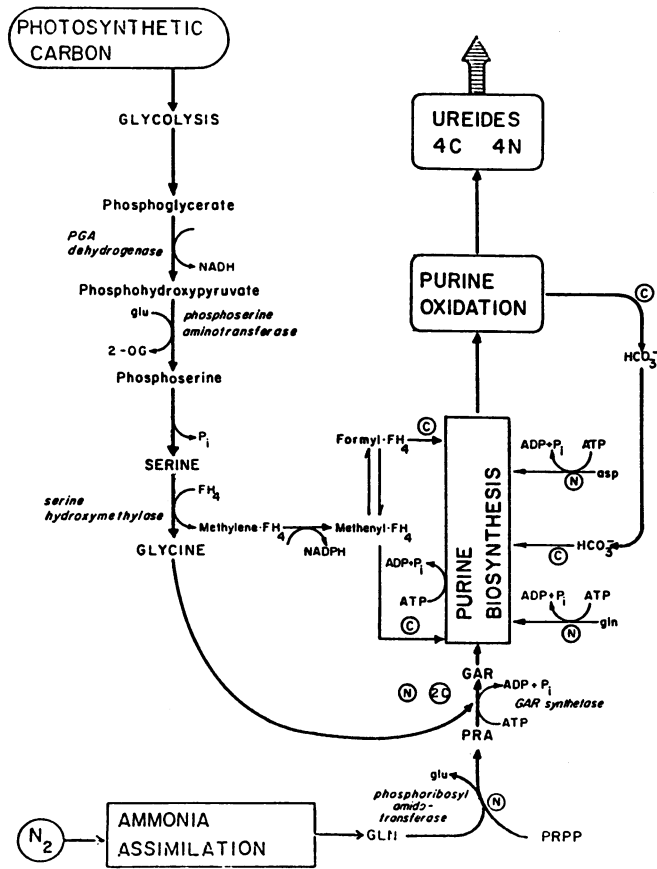 PHOTOSYNTHETIC
CARBON
GLYCOLYSIS
Phosphoglycerate
PGA
dehydrogenase
NADH
Phosphohydroxypyruvate
glu
phosphoserine
aminotransferase
2-OG
Phosphoserine
Pi
SERINE
serine
hydroxymethylase
FH4
Methylene·FH4
NADPH
Methenyl·FH4
GLYCINE
Formyl·FH4
C
ADP+Pi
ATP
C
UREIDES
4C 4N
PURINE
OXIDATION
C
HCO3-
PURINE
BIOSYNTHESIS
ADP+Pi ATP
asp
N
HCO3-
C
ADP+Pi ATP
gln
N
GAR
N 2C
ADP + Pi
GAR synthetase
ATP
PRA
glu
phosphoribosyl
amido-
transferase
N
N2
AMMONIA
ASSIMILATION
GLN
PRPP